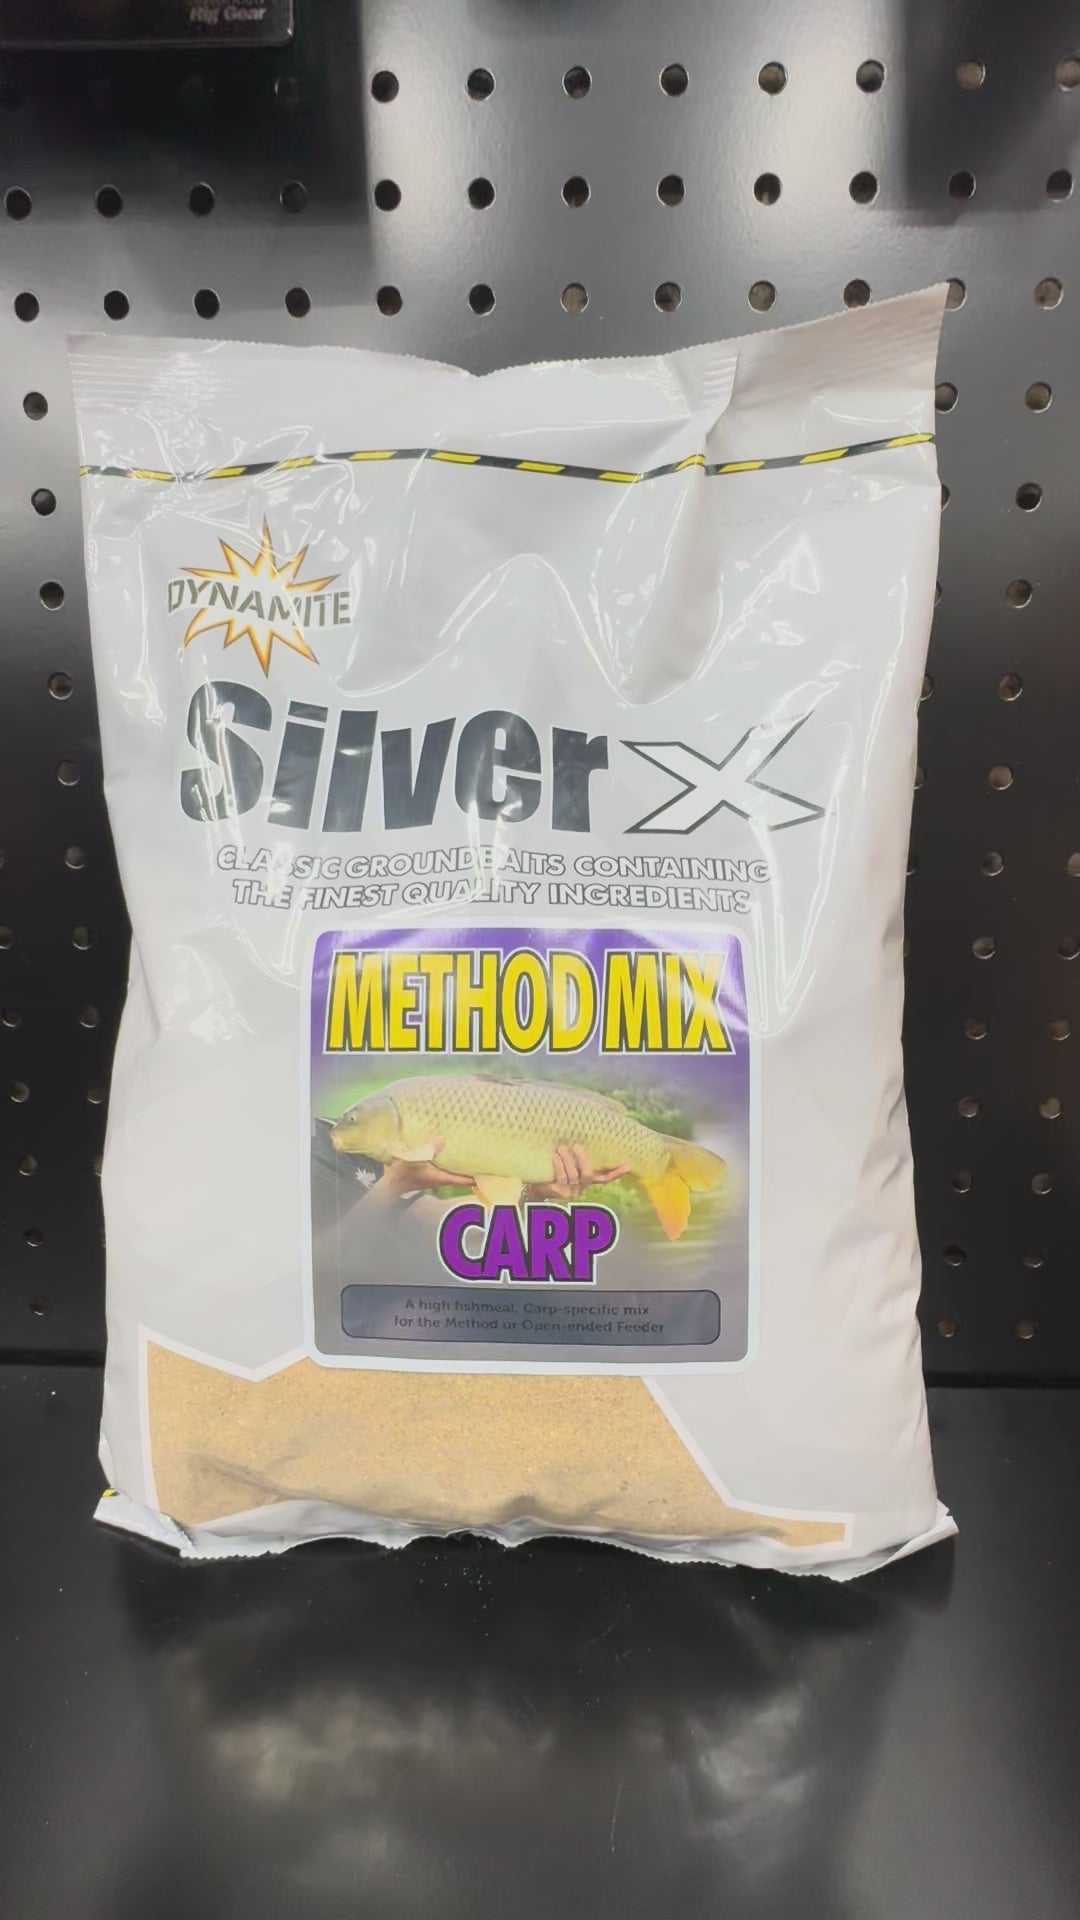 Rig Gear
DYNAMITE
Silver X
CLASSIC GROUNDBAITS CONTAINING
THE FINEST QUALITY INGREDIENTS
METHOD MIX
CARP
A high fishmeal, Carp-specific mix
for the Method or Open-ended Feeder